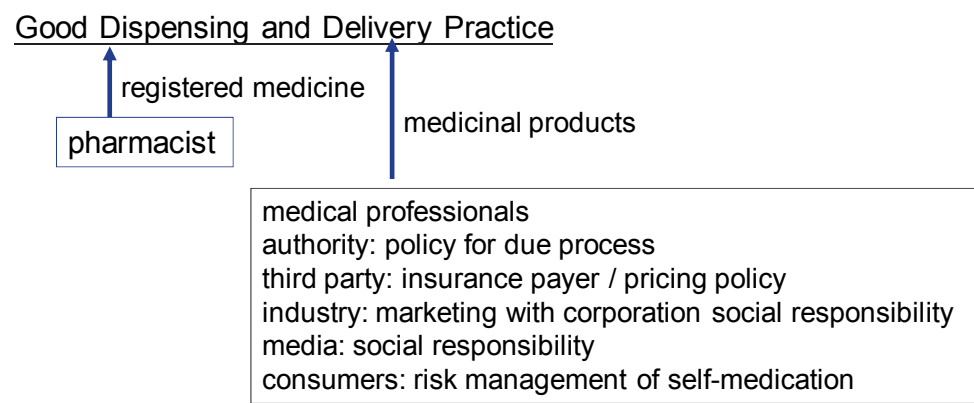 Good Dispensing and Delivery Practice
registered medicine
pharmacist
medicinal products
medical professionals
authority: policy for due process
third party: insurance payer / pricing policy
industry: marketing with corporation social responsibility
media: social responsibility
consumers: risk management of self-medication